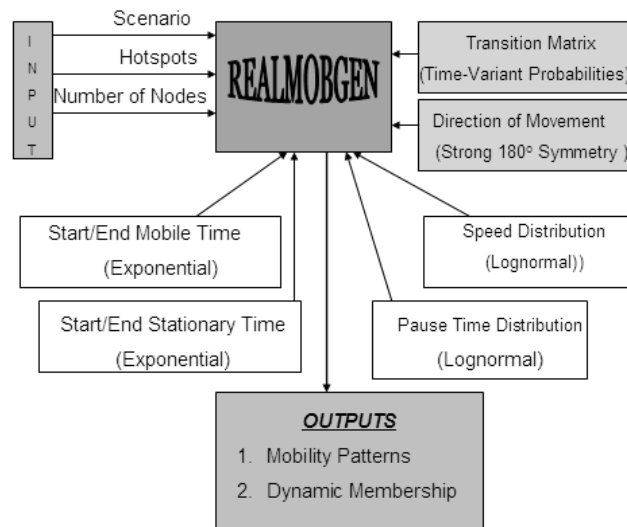 I
N
P
U
T
Scenario
Hotspots
Number of Nodes
REALMOBGEN
Transition Matrix
(Time-Variant Probabilities)
Direction of Movement
(Strong 180º Symmetry )
Start/End Mobile Time
(Exponential)
Speed Distribution
(Lognormal))
Start/End Stationary Time
(Exponential)
Pause Time Distribution
(Lognormal)
OUTPUTS
1. Mobility Patterns
2. Dynamic Membership